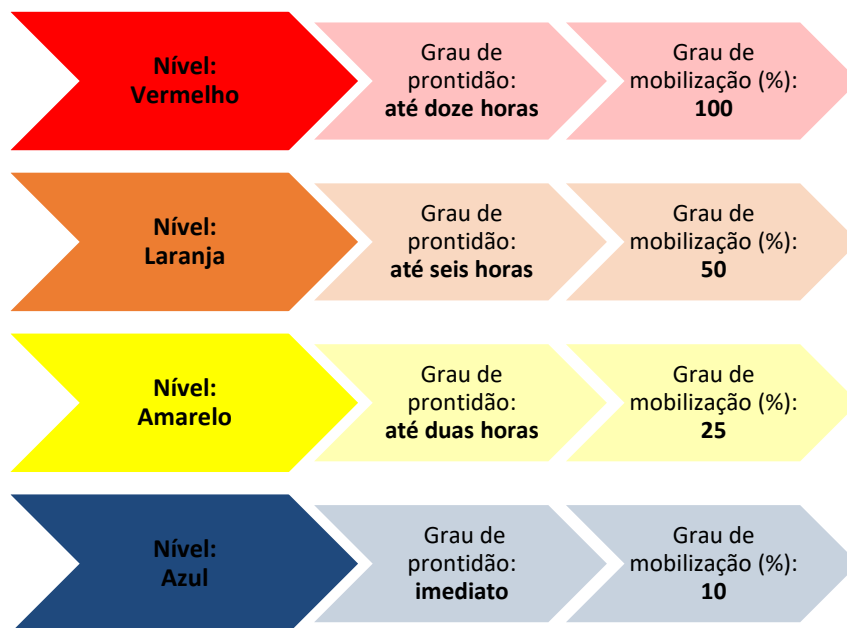 Nível:
Vermelho
Grau de
prontidão:
até doze horas
Grau de
mobilização (%):
100
Nível:
Laranja
Grau de
prontidão:
até seis horas
Grau de
mobilização (%):
50
Nível:
Amarelo
Grau de
prontidão:
até duas horas
Grau de
mobilização (%):
25
Nível:
Azul
Grau de
prontidão:
imediato
Grau de
mobilização (%):
10